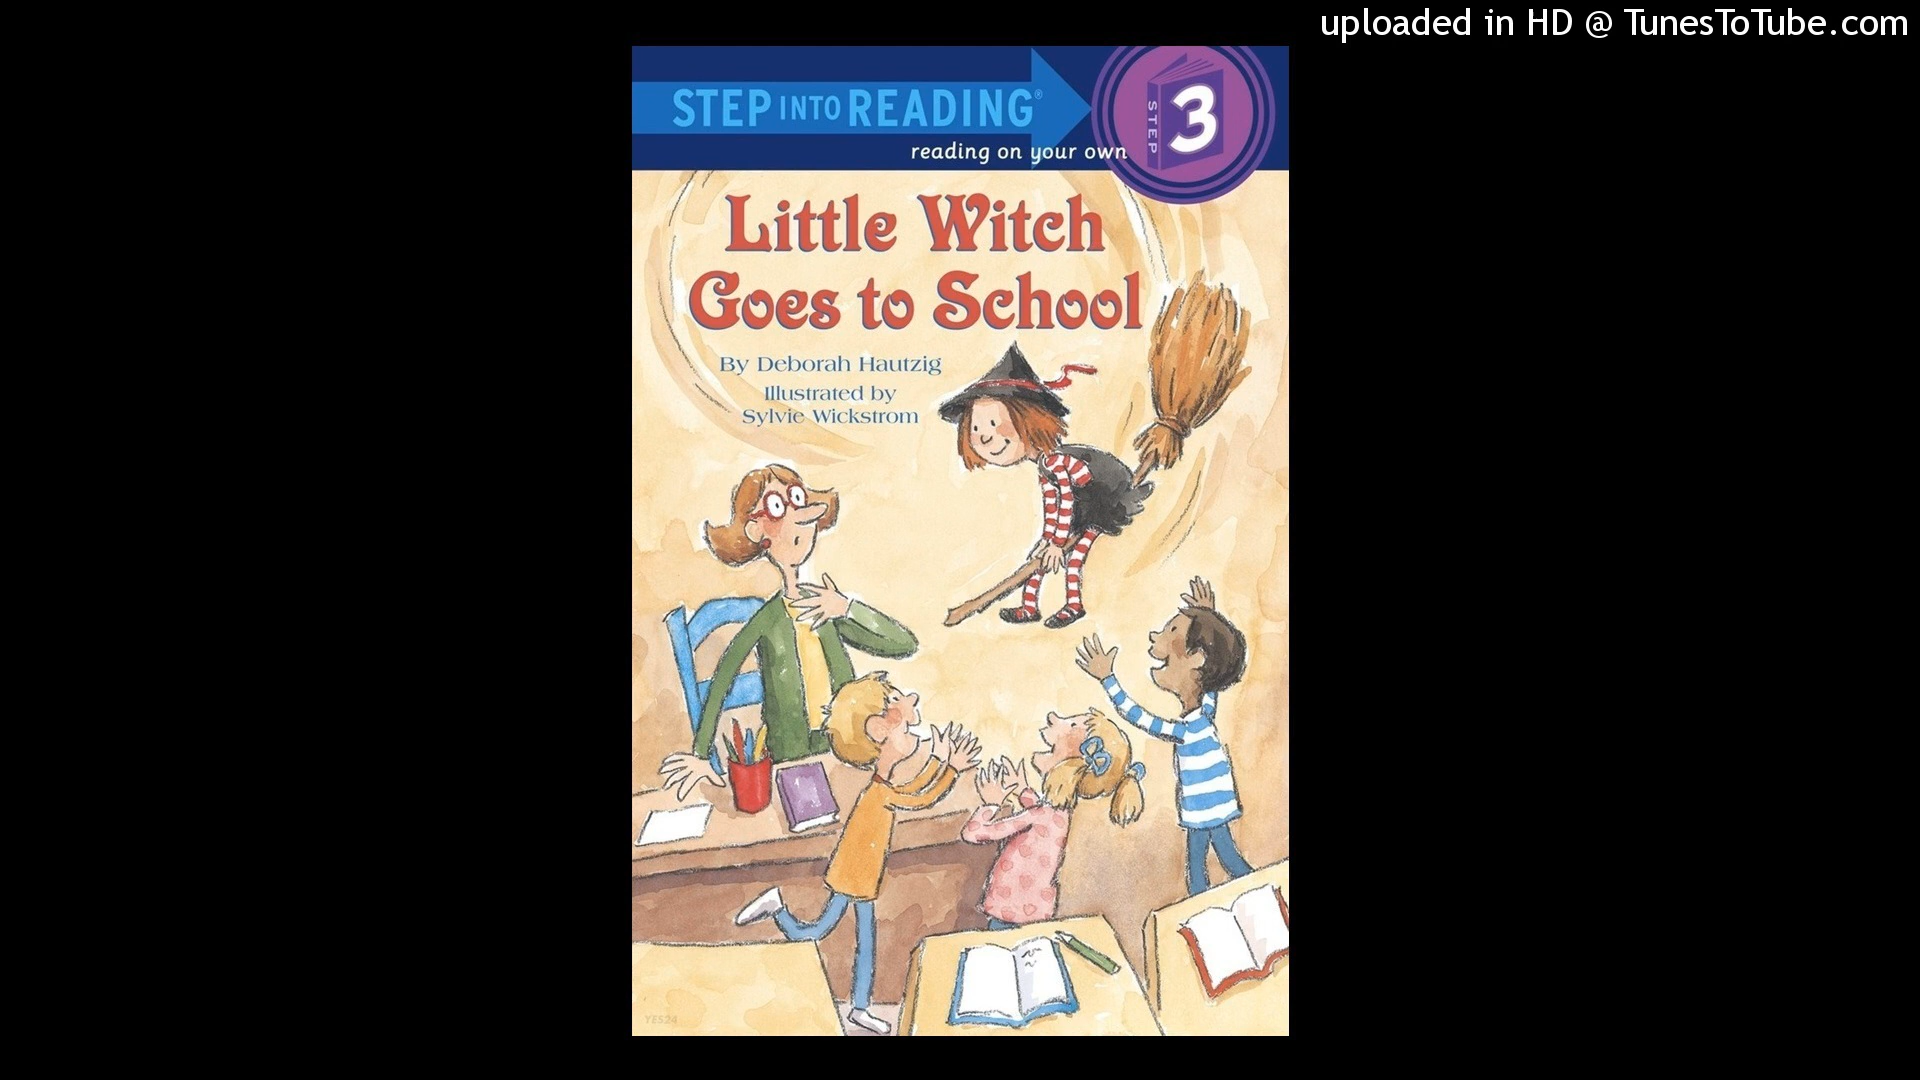 uploaded in HD @ TunesToTube.com
STEP INTO READING®
STEP 3
reading on your own
Little Witch
Goes to School
By Deborah Hautzig
Illustrated by
Sylvie Wickstrom
YES24